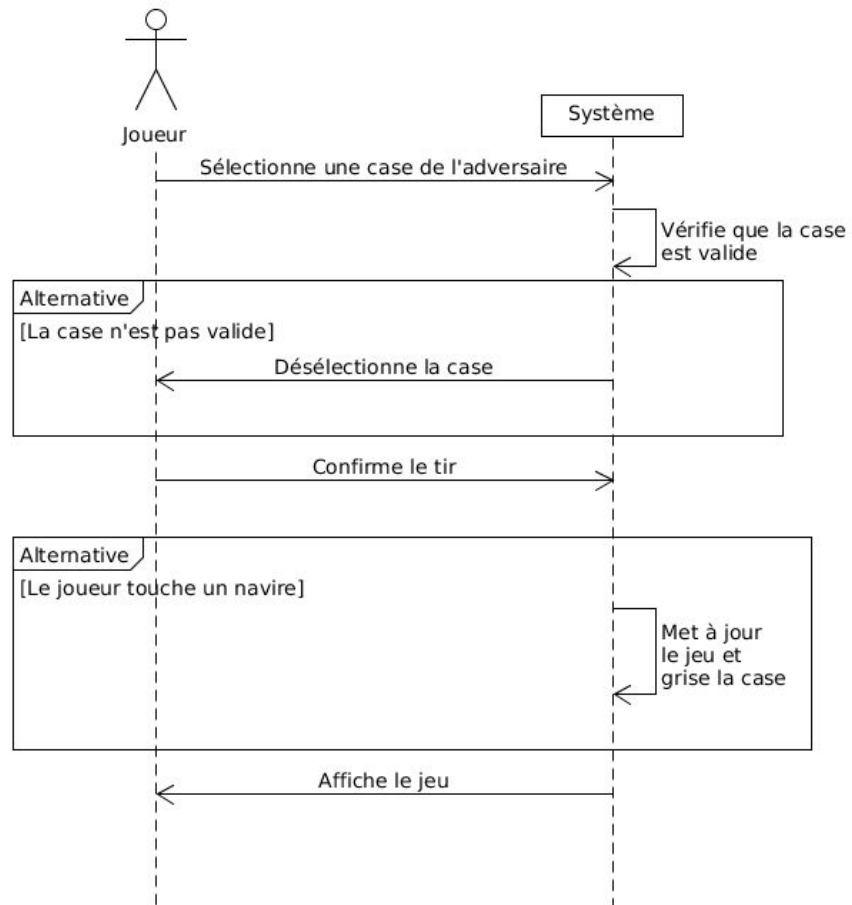 Joueur
Système
Sélectionne une case de l'adversaire
Vérifie que la case
est valide
Alternative
[La case n'est pas valide]
Désélectionne la case
Confirme le tir
Alternative
[Le joueur touche un navire]
Met à jour
le jeu et
grise la case
Affiche le jeu